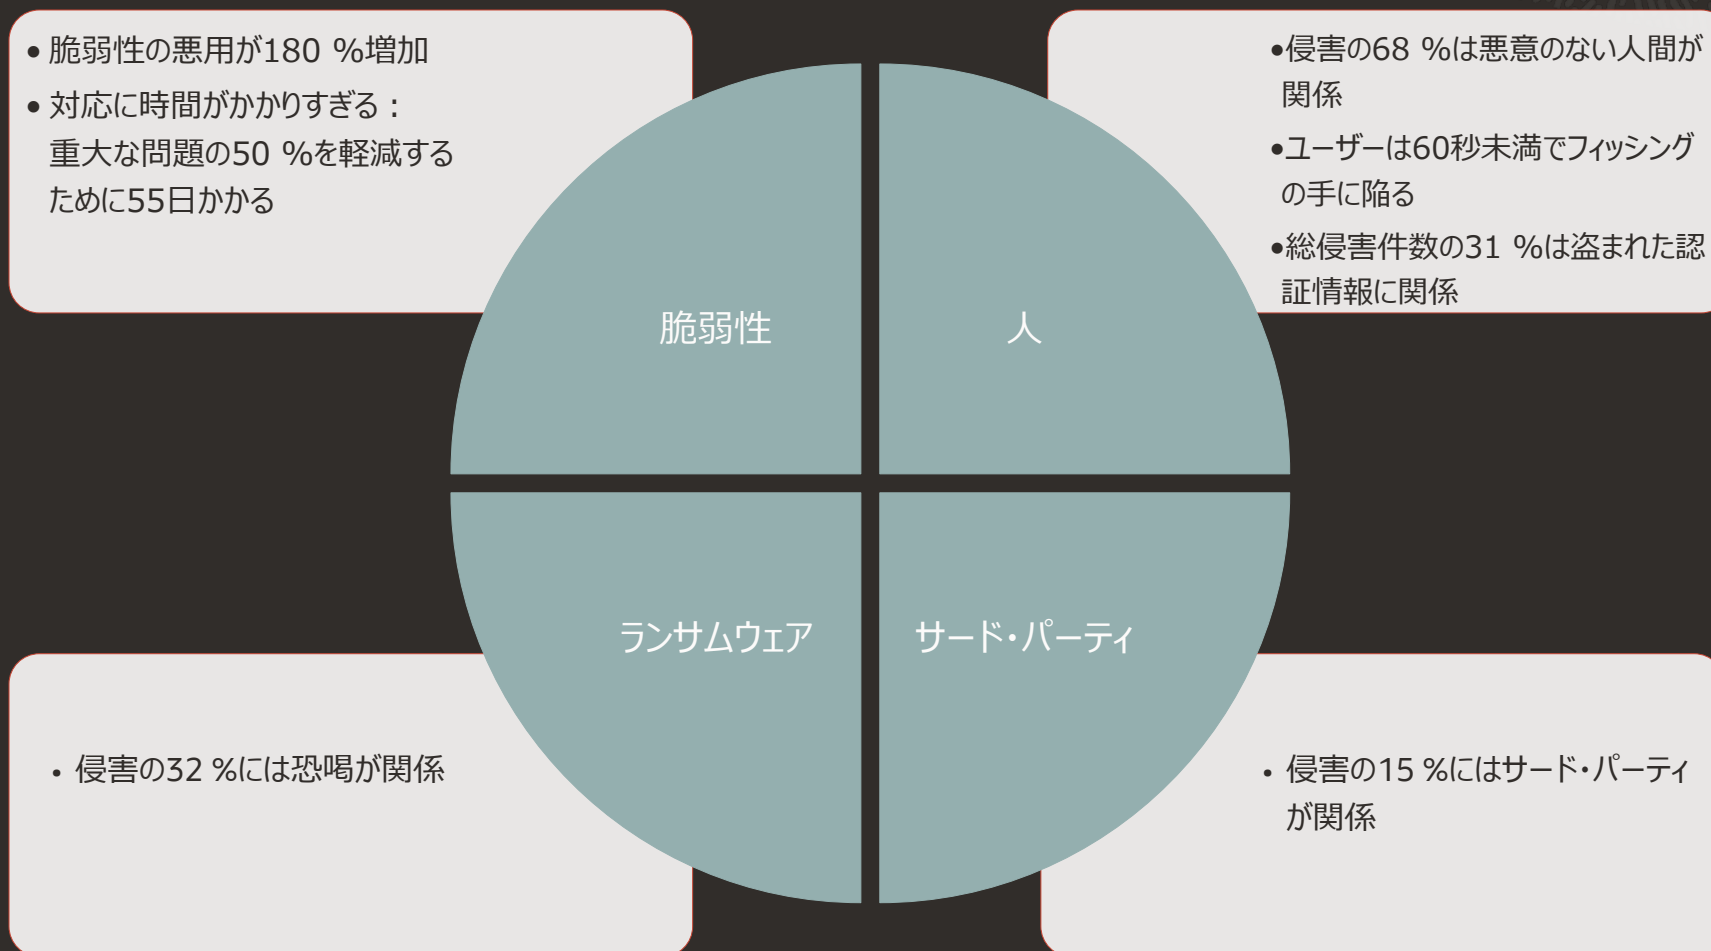 • 脆弱性の悪用が180 %増加
• 対応に時間がかかりすぎる：
重大な問題の50 %を軽減する
ために55日かかる
•侵害の68 %は悪意のない人間が
関係
•ユーザーは60秒未満でフィッシング
の手に陥る
•総侵害件数の31 %は盗まれた認
証情報に関係
脆弱性
人
ランサムウェア
サード・パーティ
• 侵害の32 %には恐喝が関係
• 侵害の15 %にはサード・パーティ
が関係